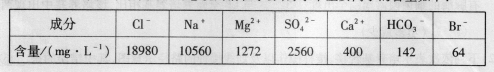 成分 Cl⁻ Na⁺ Mg²⁺ SO₄²⁻ Ca²⁺ HCO₃⁻ Br⁻
含量/(mg·L⁻¹) 18980 10560 1272 2560 400 142 64